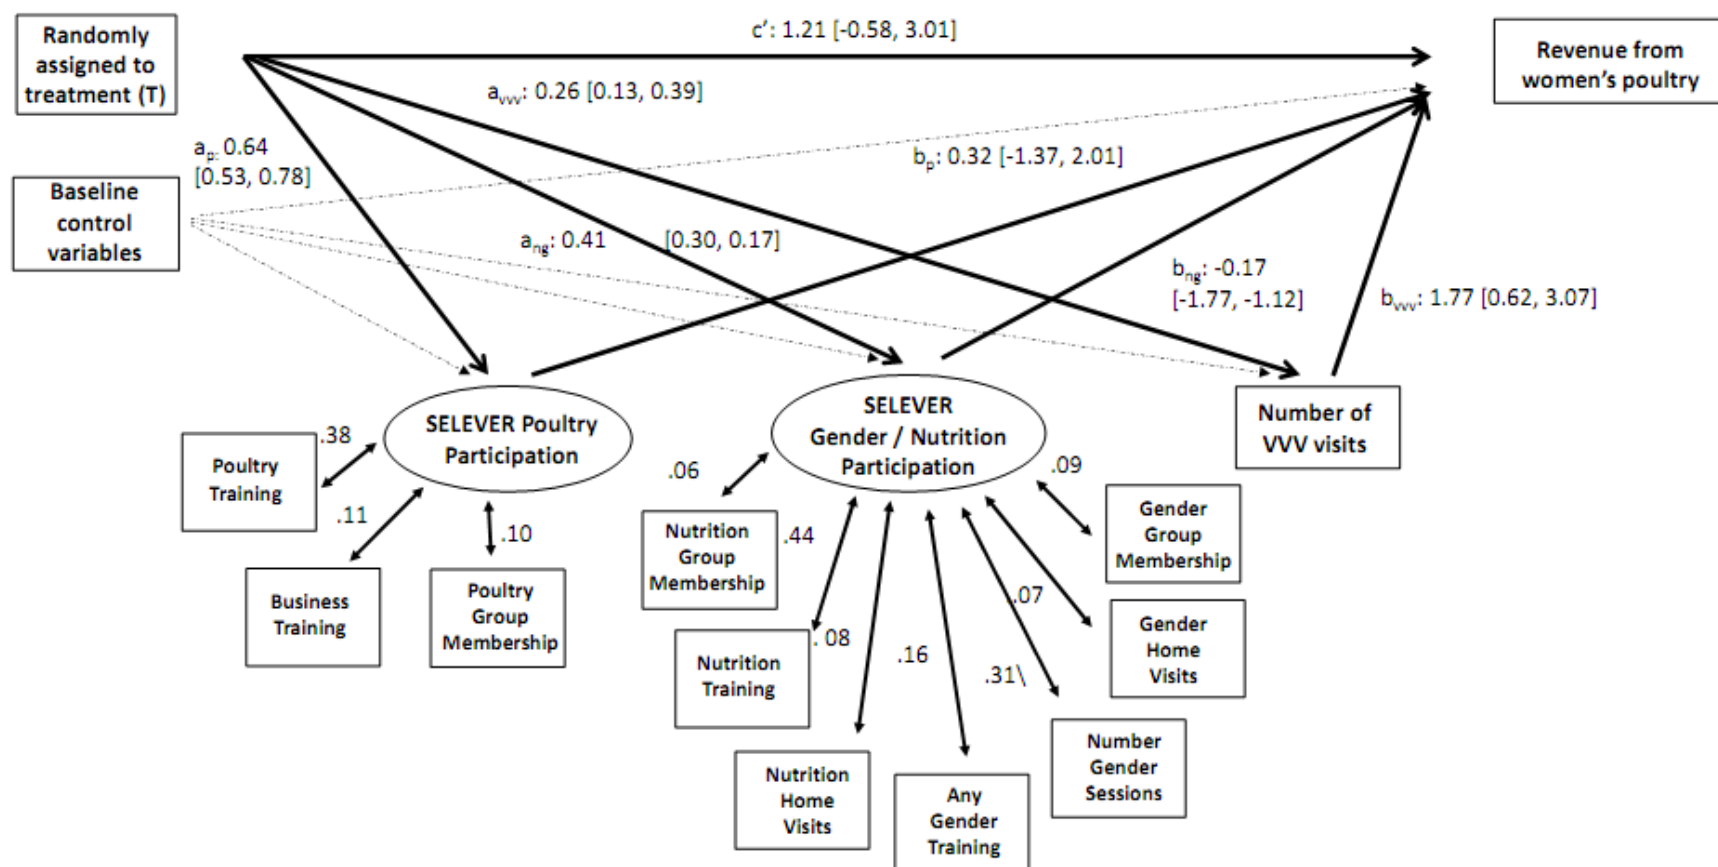 Randomly
assigned to
treatment (T)
c’: 1.21 [-0.58, 3.01]
Revenue from
women’s poultry
a_vvv: 0.26 [0.13, 0.39]
a_p: 0.64
[0.53, 0.78]
b_p: 0.32 [-1.37, 2.01]
Baseline
control
variables
a_ng: 0.41 [0.30, 0.17]
b_ng: -0.17
[-1.77, -1.12]
b_vvv: 1.77 [0.62, 3.07]
SELEVER Poultry
Participation
SELEVER
Gender / Nutrition
Participation
Number of
VVV visits
.38
Poultry
Training
.11
.10
Business
Training
Poultry
Group
Membership
.06
Nutrition
Group
Membership
.44
.09
Gender
Group
Membership
Nutrition
Training
. 08
.16
.31\
.07
Gender
Home
Visits
Nutrition
Home
Visits
Any
Gender
Training
Number
Gender
Sessions